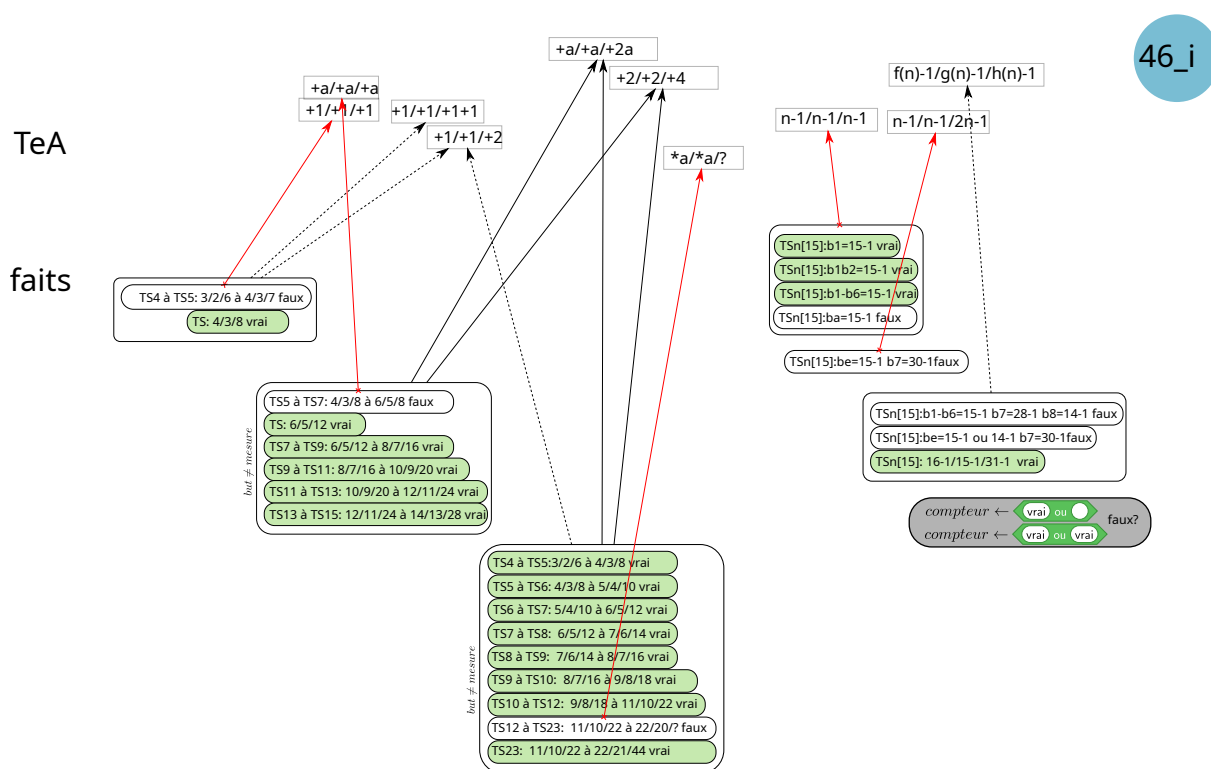 46_i
+a/+a/+2a
+2/+2/+4
f(n)-1/g(n)-1/h(n)-1
+a/+a/+a
+1/+1/+1
+1/+1/+1+1
+1/+1/+2
n-1/n-1/n-1
n-1/n-1/2n-1
TeA
*a/*a/?
faits
TS4 à TS5: 3/2/6 à 4/3/7 faux
TS: 4/3/8 vrai
TSn[15]:b1=15-1 vrai
TSn[15]:b1b2=15-1 vrai
TSn[15]:b1-b6=15-1 vrai
TSn[15]:ba=15-1 faux
TSn[15]:be=15-1 b7=30-1faux
but ≠ mesure
TS5 à TS7: 4/3/8 à 6/5/8 faux
TS: 6/5/12 vrai
TS7 à TS9: 6/5/12 à 8/7/16 vrai
TS9 à TS11: 8/7/16 à 10/9/20 vrai
TS11 à TS13: 10/9/20 à 12/11/24 vrai
TS13 à TS15: 12/11/24 à 14/13/28 vrai
TSn[15]:b1-b6=15-1 b7=28-1 b8=14-1 faux
TSn[15]:be=15-1 ou 14-1 b7=30-1faux
TSn[15]: 16-1/15-1/31-1 vrai
compteur ← vrai ou
faux?
compteur ← vrai ou vrai
but ≠ mesure
TS4 à TS5:3/2/6 à 4/3/8 vrai
TS5 à TS6: 4/3/8 à 5/4/10 vrai
TS6 à TS7: 5/4/10 à 6/5/12 vrai
TS7 à TS8: 6/5/12 à 7/6/14 vrai
TS8 à TS9: 7/6/14 à 8/7/16 vrai
TS9 à TS10: 8/7/16 à 9/8/18 vrai
TS10 à TS12: 9/8/18 à 11/10/22 vrai
TS12 à TS23: 11/10/22 à 22/20/? faux
TS23: 11/10/22 à 22/21/44 vrai